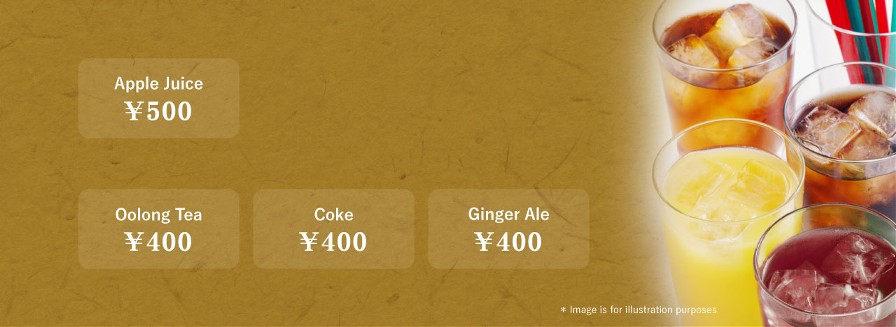 Apple Juice
¥500
Oolong Tea
¥400
Coke
¥400
Ginger Ale
¥400
* Image is for illustration purposes